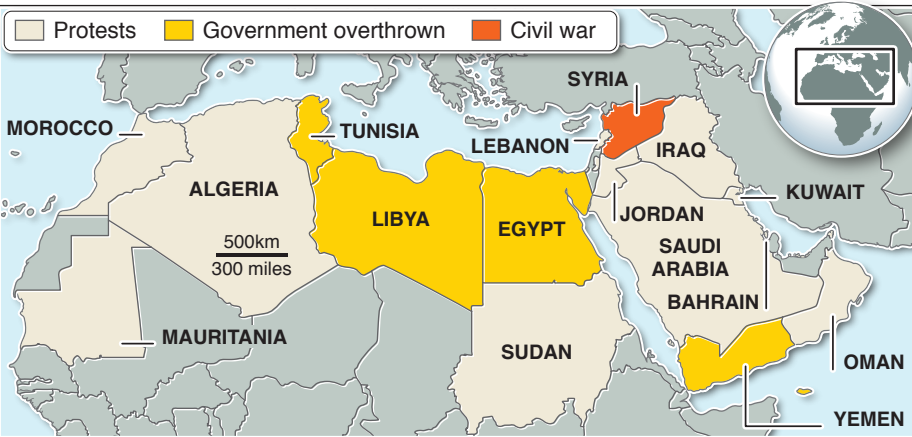 Protests
Government overthrown
Civil war
SYRIA
MOROCCO
TUNISIA
LEBANON
IRAQ
ALGERIA
KUWAIT
LIBYA
EGYPT
JORDAN
500km
300 miles
SAUDI
ARABIA
BAHRAIN
MAURITANIA
SUDAN
OMAN
YEMEN